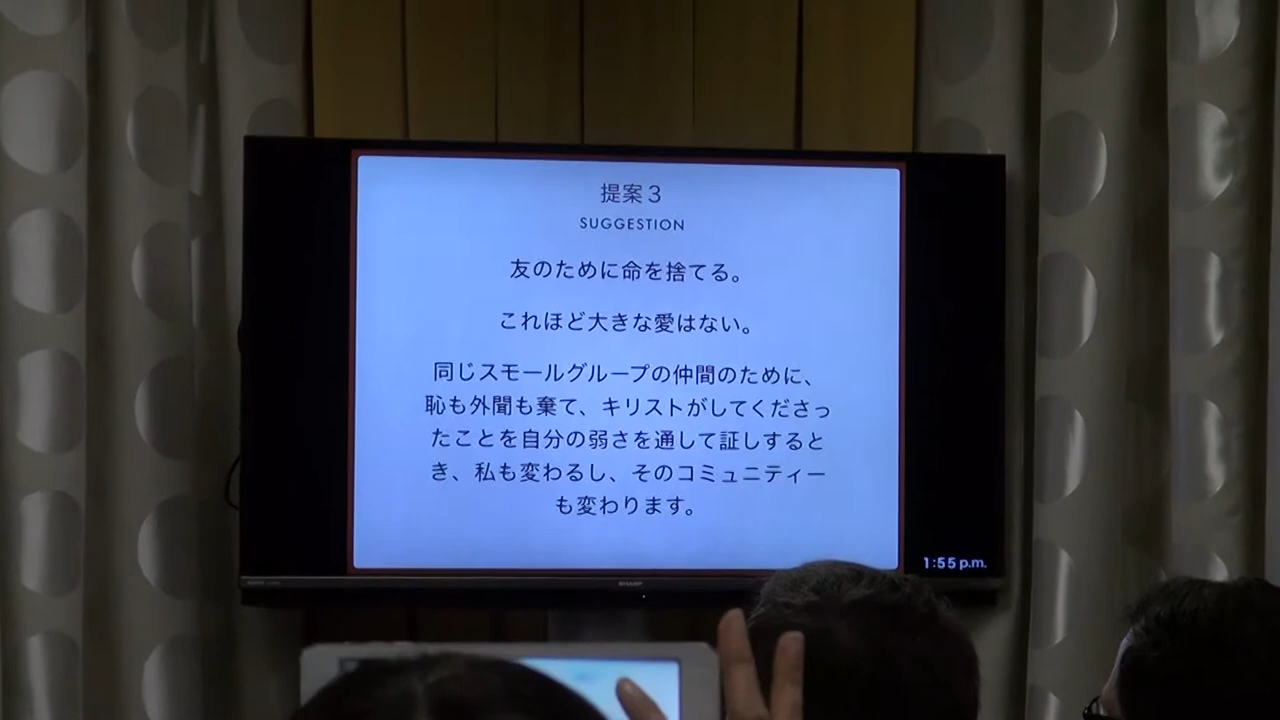 提案３
SUGGESTION
友のために命を捨てる。
これほど大きな愛はない。
同じスモールグループの仲間のために、
恥も外聞も棄て、キリストがしてくださっ
たことを自分の弱さを通して証しすると
き、私も変わるし、そのコミュニティー
も変わります。
1:55 p.m.
SHARP